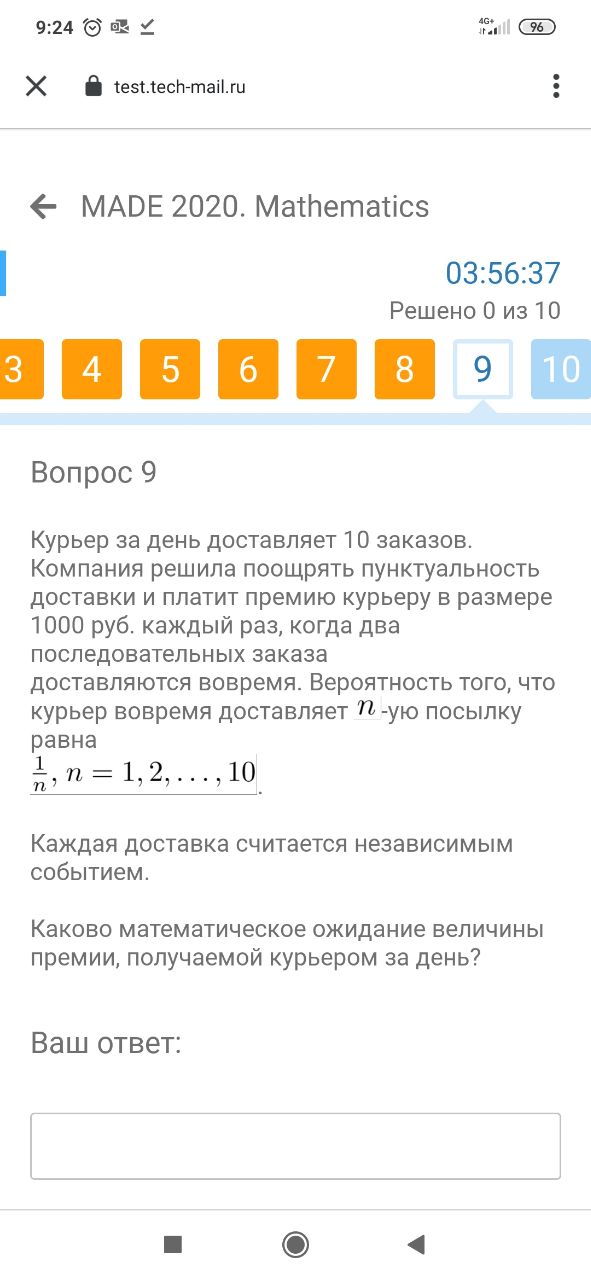 9:24
4G+
96
test.tech-mail.ru
MADE 2020. Mathematics
03:56:37
Решено 0 из 10
3 4 5 6 7 8 9 10
Вопрос 9
Курьер за день доставляет 10 заказов.
Компания решила поощрять пунктуальность
доставки и платит премию курьеру в размере
1000 руб. каждый раз, когда два
последовательных заказа
доставляются вовремя. Вероятность того, что
курьер вовремя доставляет n -ую посылку
равна
1/n, n = 1, 2, . . . , 10.
Каждая доставка считается независимым
событием.
Каково математическое ожидание величины
премии, получаемой курьером за день?
Ваш ответ: